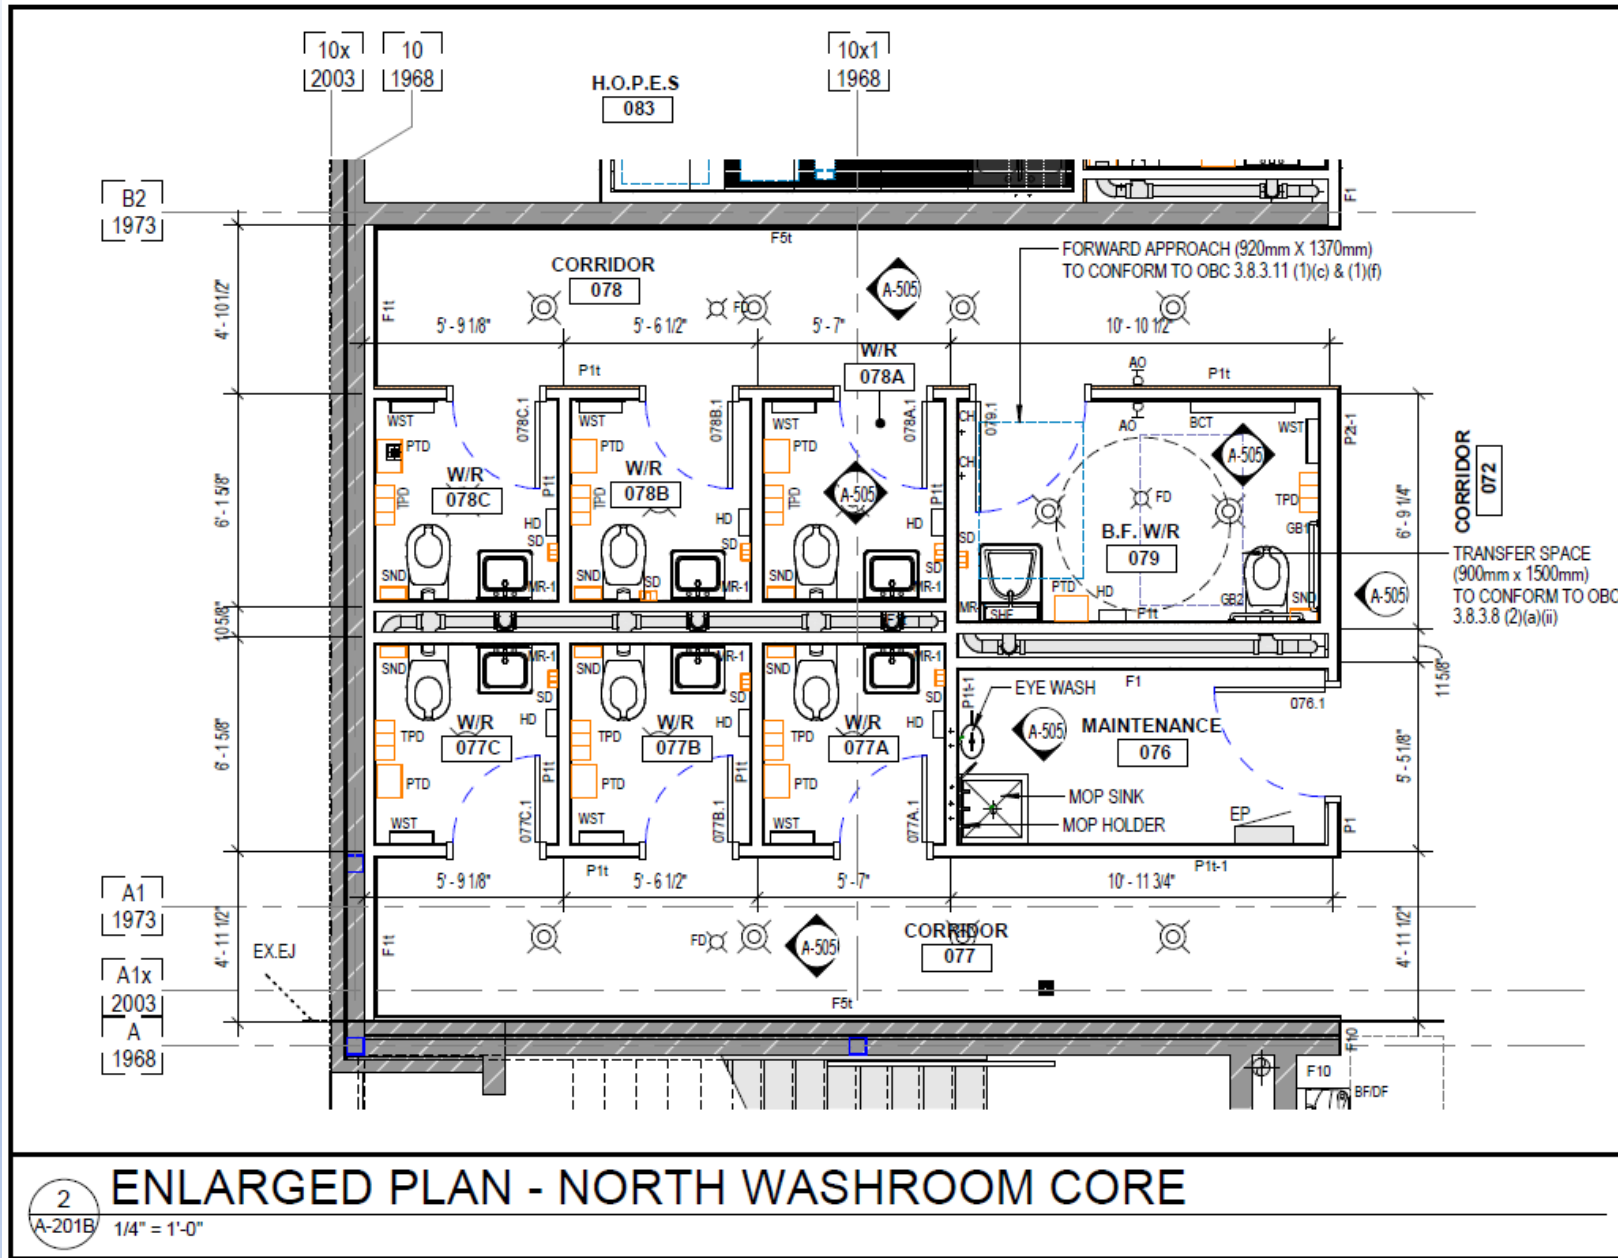 10x
2003
10
1968
10x1
1968
H.O.P.E.S
083
B2
1973
F1
F5t
FORWARD APPROACH (920mm X 1370mm)
TO CONFORM TO OBC 3.8.3.11 (1)(c) & (1)(f)
CORRIDOR
078
A-505
F1t
FD
4' - 10 1/2"
5' - 9 1/8"
5' - 6 1/2"
5' - 7"
10' - 10 1/2"
W/R
078A
P1t
AO
P1t
WST
078C.1
WST
078B.1
WST
078A.1
CH
079.1
AO
BCT
WST
P2t-1
PTD
PTD
PTD
CH
A-505
CORRIDOR
072
W/R
078C
W/R
078B
A-505
P1t
P1t
TPD
TPD
TPD
TPD
FD
6' - 1 5/8"
6' - 9 1/4"
HD
HD
HD
GB1
SD
SD
SD
SD
B.F. W/R
079
TRANSFER SPACE
(900mm x 1500mm)
TO CONFORM TO OBC
3.8.3.8 (2)(a)(ii)
A-505
SND
SND
SD
SND
MR-1
MR-1
MR-1
MR-
SHF
PTD
HD
P1t
GB2
SND
10 5/8"
11 5/8"
SND
MR-1
SND
MR-1
SND
MR-1
SD
SD
SD
P1t-1
EYE WASH
F1
076.1
W/R
077C
W/R
077B
W/R
077A
HD
HD
HD
TPD
TPD
TPD
A-505
MAINTENANCE
076
6' - 1 5/8"
5' - 5 1/8"
PTD
PTD
PTD
P1t
P1t
MOP SINK
MOP HOLDER
EP
P1
WST
077C.1
WST
077B.1
WST
077A.1
P1t
P1t-1
5' - 9 1/8"
5' - 6 1/2"
5' - 7"
10' - 11 3/4"
A1
1973
4' - 11 1/2"
4' - 11 1/2"
EX.EJ
F1t
FD
A-505
CORRIDOR
077
A1x
2003
F5t
A
1968
F10
F10
BF/DF
2
A-201B
ENLARGED PLAN - NORTH WASHROOM CORE
1/4" = 1'-0"